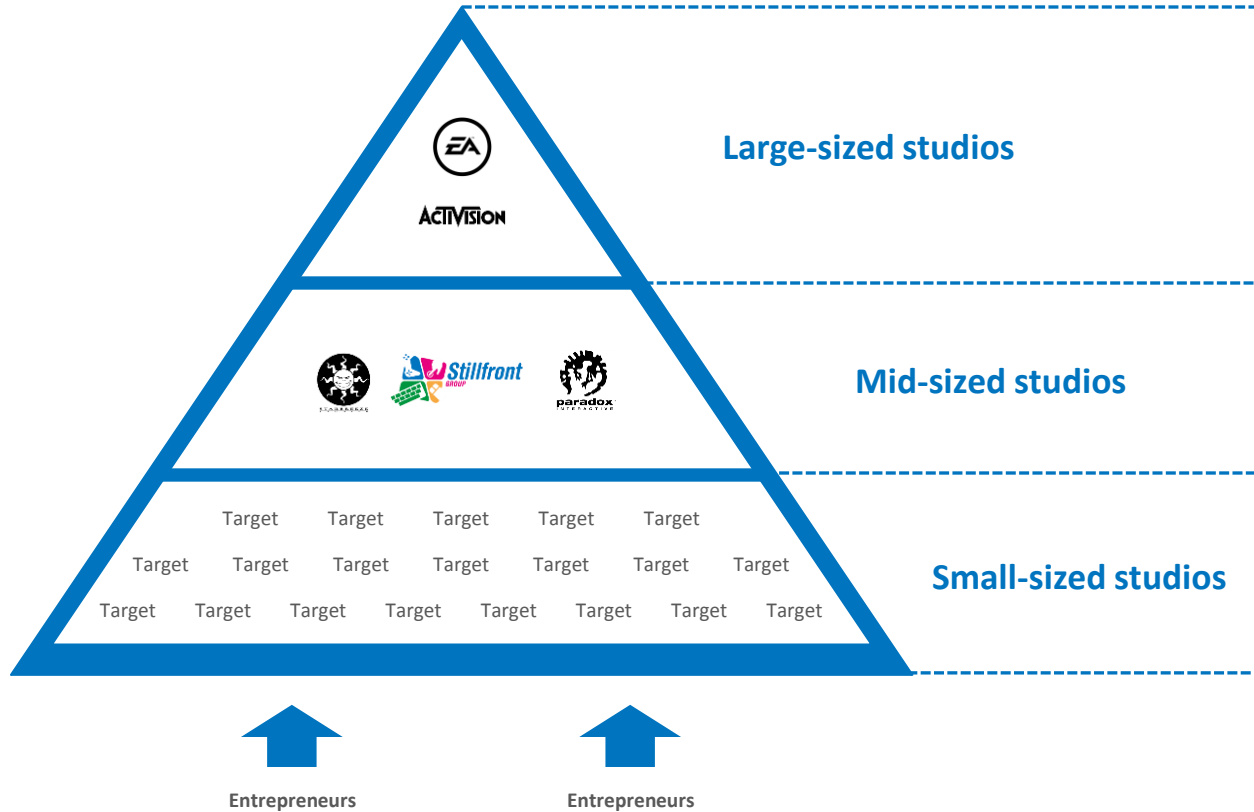 EA
ACTIVISION
Large-sized studios
Stillfront
GROUP
paradox
INTERACTIVE
Mid-sized studios
Target Target Target Target Target
Target Target Target Target Target Target Target
Target Target Target Target Target Target Target Target
Small-sized studios
Entrepreneurs Entrepreneurs